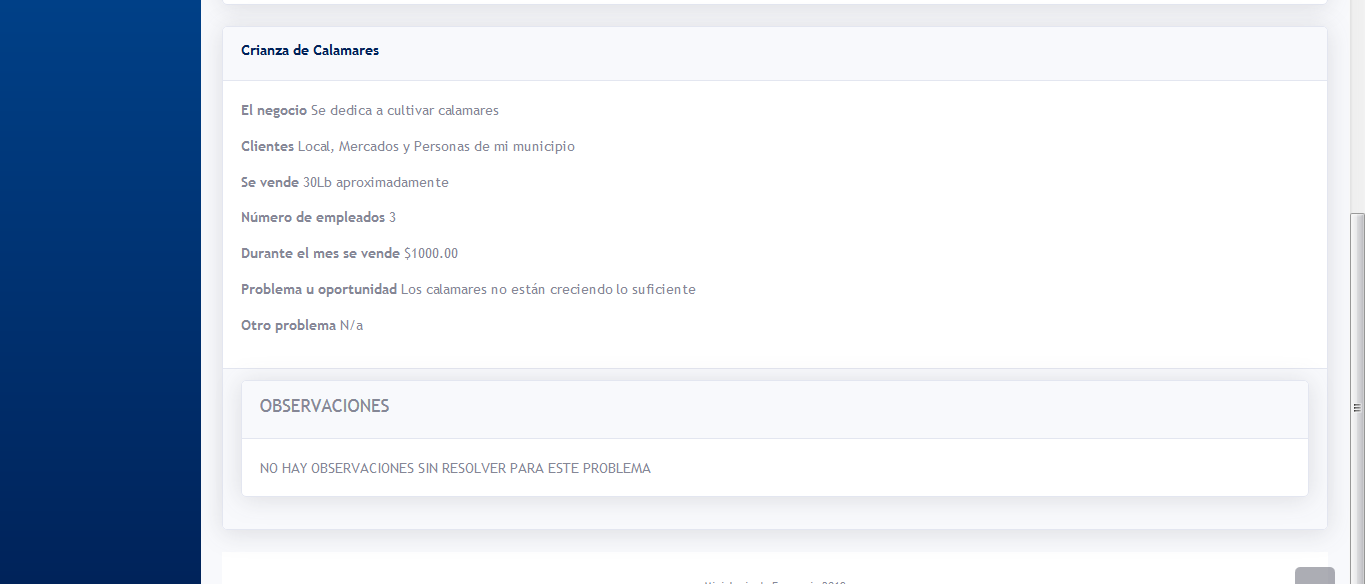 Crianza de Calamares
El negocio Se dedica a cultivar calamares
Clientes Local, Mercados y Personas de mi municipio
Se vende 30Lb aproximadamente
Número de empleados 3
Durante el mes se vende $1000.00
Problema u oportunidad Los calamares no están creciendo lo suficiente
Otro problema N/a
OBSERVACIONES
NO HAY OBSERVACIONES SIN RESOLVER PARA ESTE PROBLEMA